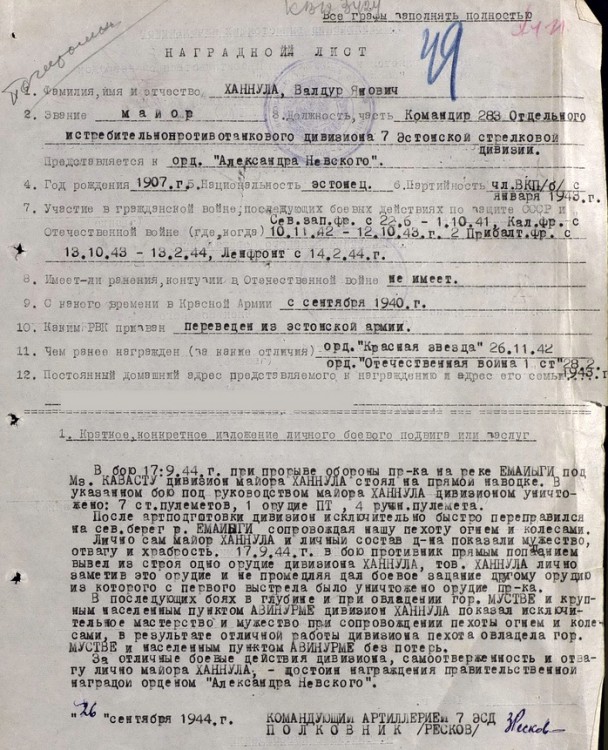 Все графы заполнять полностью
49
НАГРАДНОЙ ЛИСТ
1. Фамилия,имя и отчество ХАННУЛА, Валдур Янович
2. Звание майор 3.Должность,часть Командир 283 Отдельного
истребительнопротивотанкового дивизиона 7 Эстонской стрелковой
дивизии.
Представляется к орд. "Александра Невского".
4. Год рождения 1907.г. 5.Национальность эстонец. 6.Партийность чл.ВКП/б/ с
января 1943.г.
7. Участие в гражданской войне,последующих боевых действиях по защите СССР и
Сев.зап.фр. с 22.6 - 1.10.41, Кал.фр. с
Отечественной войне (где,когда) 10.11.42 - 12.10.43.г. 2 Прибалт.фр. с
13.10.43 - 13.2.44, Ленфронт с 14.2.44.г.
8. Имеет-ли ранения,контузии в Отечественной войне не имеет.
9. С какого времени в Красной Армии с сентября 1940.г.
10. Каким РВК призван переведен из эстонской армии.
11. Чем ранее награжден (за какие отличия) орд."Красная звезда" 26.11.42
орд."Отечественная война 1 ст" 28.2.
1943.г.
12. Постоянный домашний адрес представляемого к награждению и адрес его семьи
1. Краткое,конкретное изложение личного боевого подвига или заслуг
В бою 17.9.44.г. при прорыве обороны пр-ка на реке ЕМАЙЫГИ под
Мз. КАВАСТУ дивизион майора ХАННУЛА стоял на прямой наводке. В
указанном бою под руководством майора ХАННУЛА дивизионом уничто-
жено: 7 ст.пулеметов, 1 орудие ПТ , 4 ручн.пулемета.
После артподготовки дивизион исключительно быстро переправился
на сев.берег р. ЕМАЙЫГИ сопровождая нашу пехоту огнем и колесами.
Лично сам майор ХАННУЛА и личный состав д-на показали мужество,
отвагу и храбрость. 17.9.44.г. в бою противник прямым попаданием
вывел из строя одно орудие дивизиона ХАННУЛА, тов. ХАННУЛА лично
заметив это орудие и не промедляя дал боевое задание другому орудию
из которого с первого выстрела было уничтожено орудие пр-ка.
В последующих боях в глубине и при овладении гор. МУСТВЕ и круп-
ным населенным пунктом АВИНУРМЕ дивизион ХАННУЛА показал исключи-
тельное мастерство и мужество при сопровождении пехоты огнем и коле-
сами, в результате отличной работы дивизиона пехота овладела гор.
МУСТВЕ и населенным пунктом АВИНУРМЕ без потерь.
За отличные боевые действия дивизиона, самоотверженность и отва-
гу лично майора ХАННУЛА, - достоин награждения правительственной
наградой орденом "Александра Невского".
"26"сентября 1944.г. КОМАНДУЮЩИЙ АРТИЛЛЕРИЕЙ 7 ЭСД
ПОЛКОВНИК /РЕСКОВ/